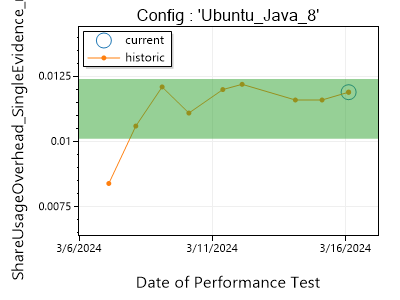 Config : 'Ubuntu_Java_8'
current
historic
ShareUsageOverhead_SingleEvidence_
0.0125
0.01
0.0075
3/6/2024
3/11/2024
3/16/2024
Date of Performance Test